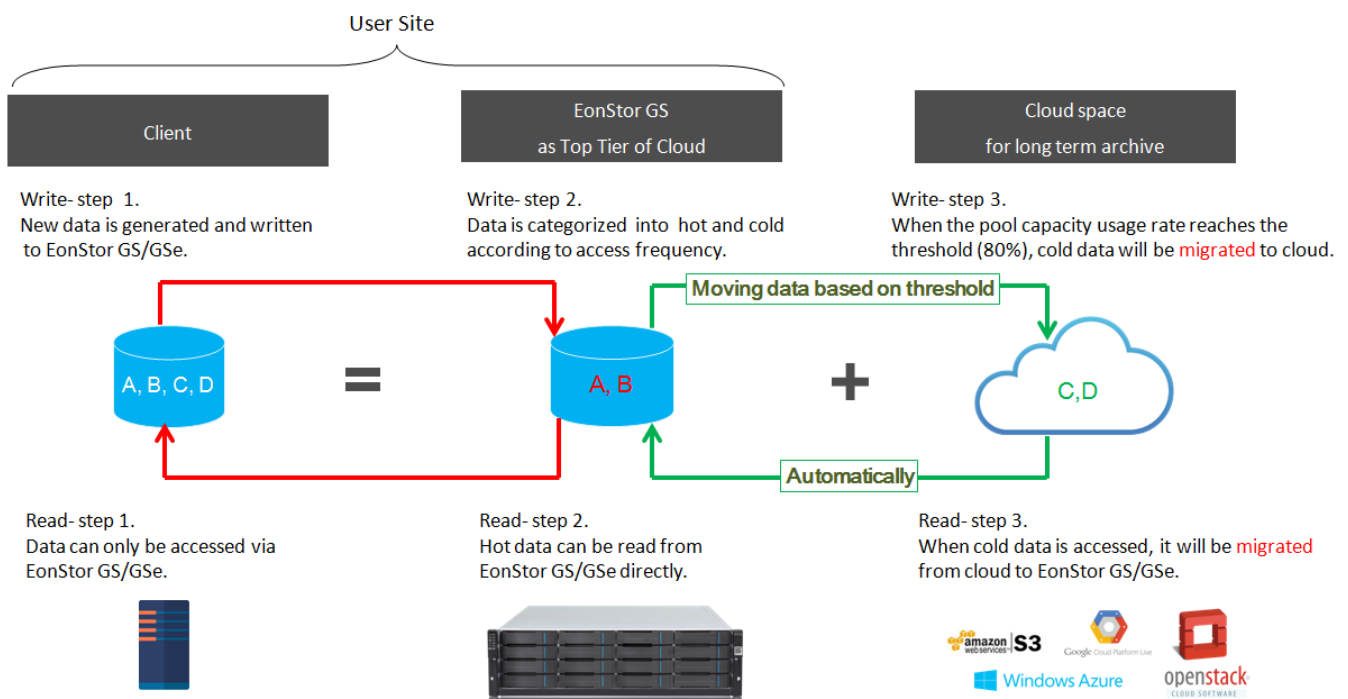 User Site
Client
EonStor GS
as Top Tier of Cloud
Cloud space
for long term archive
Write- step 1.
New data is generated and written
to EonStor GS/GSe.
Write- step 2.
Data is categorized into hot and cold
according to access frequency.
Write- step 3.
When the pool capacity usage rate reaches the
threshold (80%), cold data will be migrated to cloud.
Moving data based on threshold
A, B, C, D
=
A, B
+
C,D
Automatically
Read- step 1.
Data can only be accessed via
EonStor GS/GSe.
Read- step 2.
Hot data can be read from
EonStor GS/GSe directly.
Read- step 3.
When cold data is accessed, it will be migrated
from cloud to EonStor GS/GSe.
amazon
web services
S3
Google Cloud Platform Live
Windows Azure
openstack
CLOUD SOFTWARE